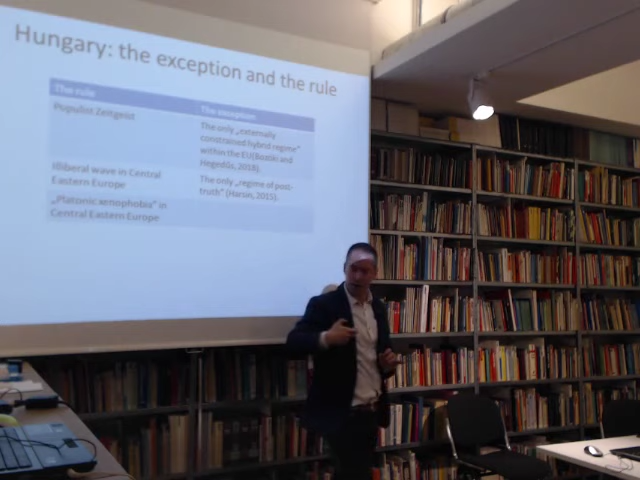 Hungary: the exception and the rule
The rule
The exception
Populist Zeitgeist
The only „externally
constrained hybrid regime"
within the EU(Bozóki and
Hegedűs, 2018).
Illiberal wave in Central
Eastern Europe
The only „regime of post-
truth" (Harsin, 2015).
„Platonic xenophobia" in
Central Eastern Europe